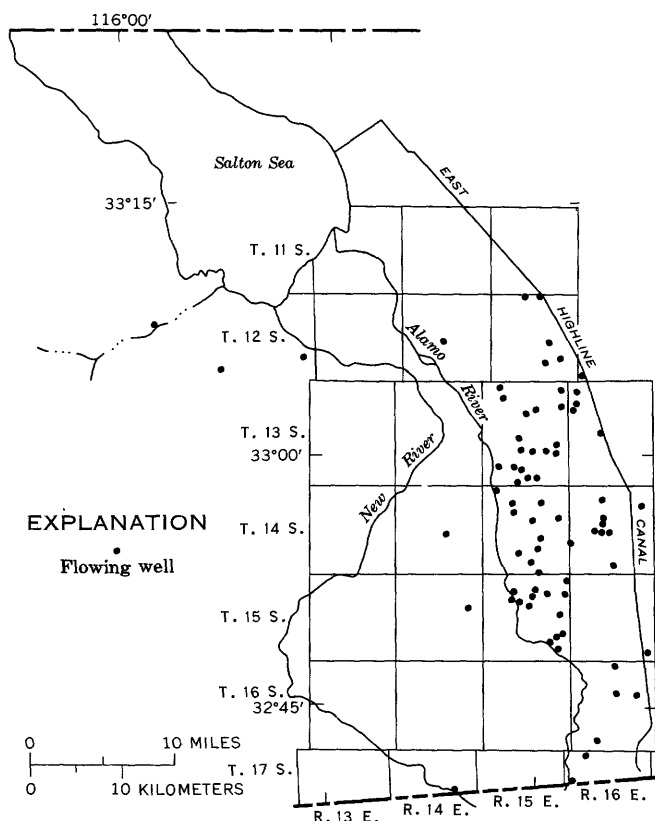 116°00'
Salton Sea
33°15'
EAST
HIGHLINE
CANAL
T. 11 S.
T. 12 S.
Alamo
River
T. 13 S.
33°00'
New
River
EXPLANATION
Flowing well
T. 14 S.
T. 15 S.
T. 16 S.
32°45'
0 10 MILES
0 10 KILOMETERS
T. 17 S.
R. 13 E.
R. 14 E.
R. 15 E.
R. 16 E.